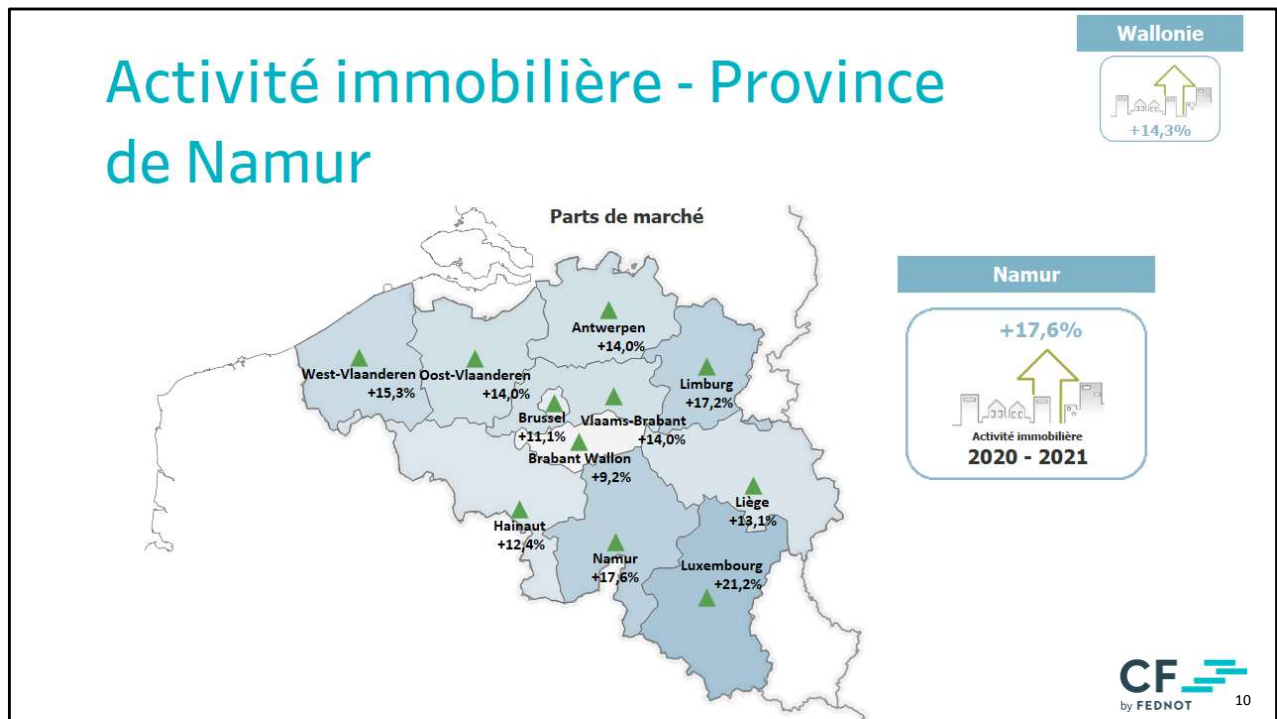 Activité immobilière - Province
de Namur
Wallonie
+14,3%
Parts de marché
Namur
+17,6%
Activité immobilière
2020 - 2021
Antwerpen
+14,0%
West-Vlaanderen
+15,3%
Oost-Vlaanderen
+14,0%
Limburg
+17,2%
Brussel
+11,1%
Vlaams-Brabant
+14,0%
Brabant Wallon
+9,2%
Liège
+13,1%
Hainaut
+12,4%
Namur
+17,6%
Luxembourg
+21,2%
CF
by FEDNOT
10